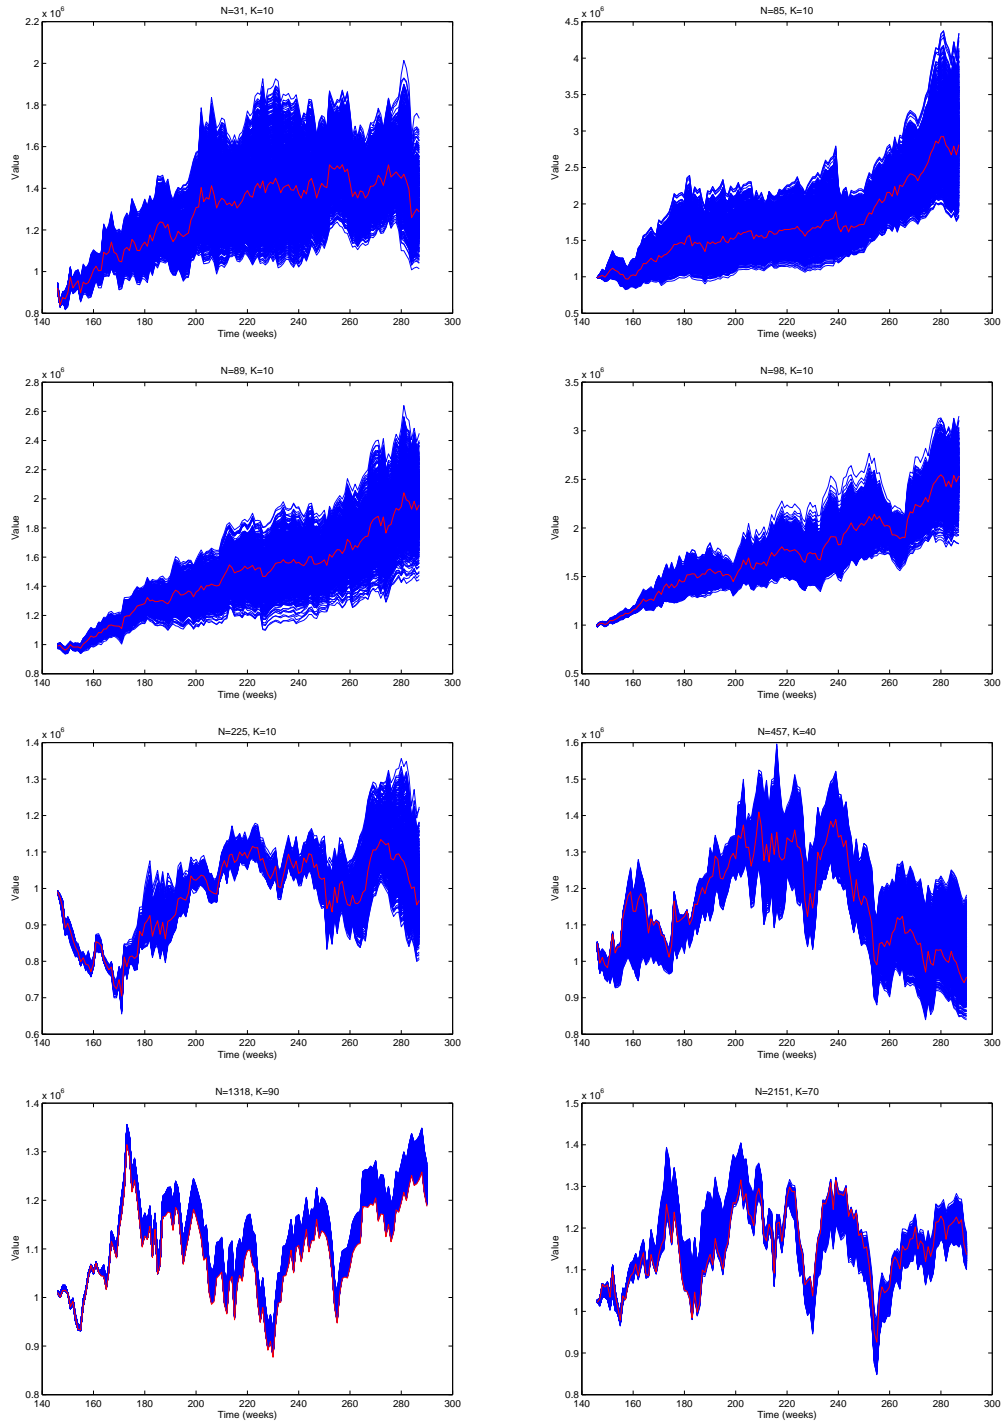 N=31, K=10
x 10^6
2.2
2
1.8
1.6
1.4
1.2
1
0.8
Value
140 160 180 200 220 240 260 280 300
Time (weeks)
N=85, K=10
x 10^6
4.5
4
3.5
3
2.5
2
1.5
1
0.5
Value
140 160 180 200 220 240 260 280 300
Time (weeks)
N=89, K=10
x 10^6
2.8
2.6
2.4
2.2
2
1.8
1.6
1.4
1.2
1
0.8
Value
140 160 180 200 220 240 260 280 300
Time (weeks)
N=98, K=10
x 10^6
3.5
3
2.5
2
1.5
1
0.5
Value
140 160 180 200 220 240 260 280 300
Time (weeks)
N=225, K=10
x 10^6
1.4
1.3
1.2
1.1
1
0.9
0.8
0.7
0.6
Value
140 160 180 200 220 240 260 280 300
Time (weeks)
N=457, K=40
x 10^6
1.6
1.5
1.4
1.3
1.2
1.1
1
0.9
0.8
Value
140 160 180 200 220 240 260 280 300
Time (weeks)
N=1318, K=90
x 10^6
1.4
1.3
1.2
1.1
1
0.9
0.8
Value
140 160 180 200 220 240 260 280 300
Time (weeks)
N=2151, K=70
x 10^6
1.5
1.4
1.3
1.2
1.1
1
0.9
0.8
Value
140 160 180 200 220 240 260 280 300
Time (weeks)